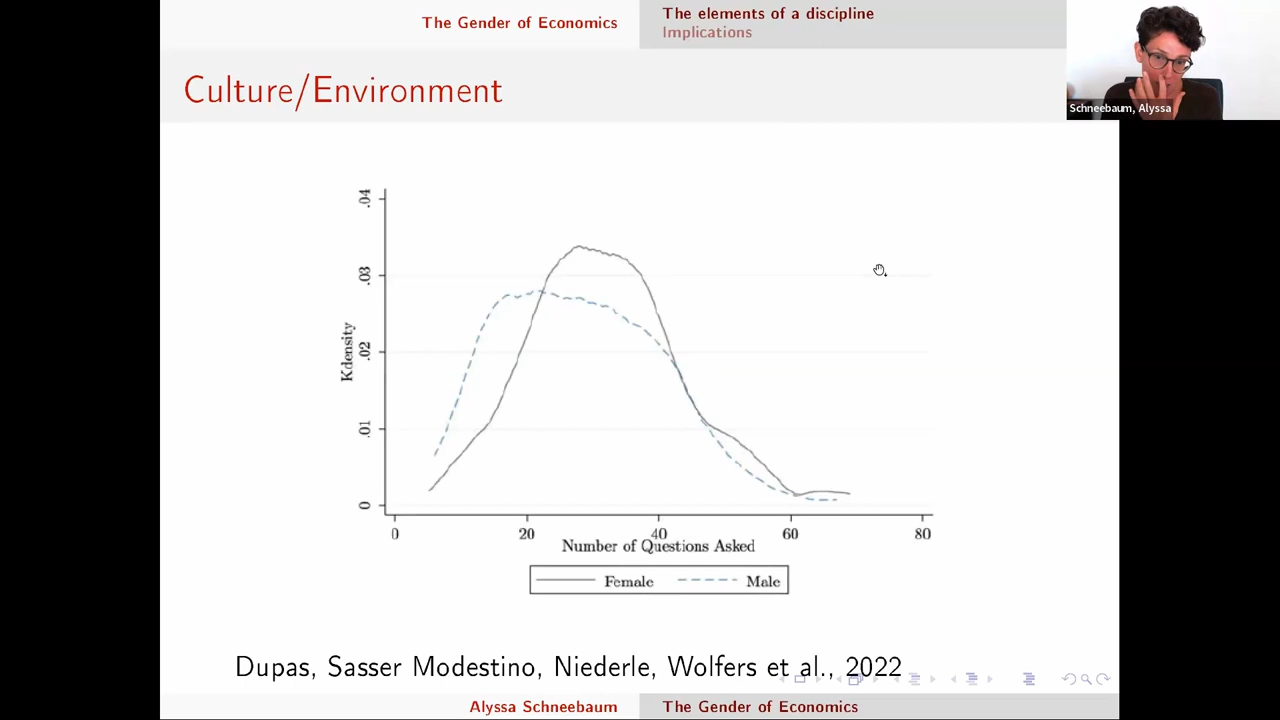 The Gender of Economics
The elements of a discipline
Implications
Schneebaum, Alyssa
Culture/Environment
.04
.03
.02
.01
0
Kdensity
0 20 40 60 80
Number of Questions Asked
Female Male
Dupas, Sasser Modestino, Niederle, Wolfers et al., 2022
Alyssa Schneebaum
The Gender of Economics